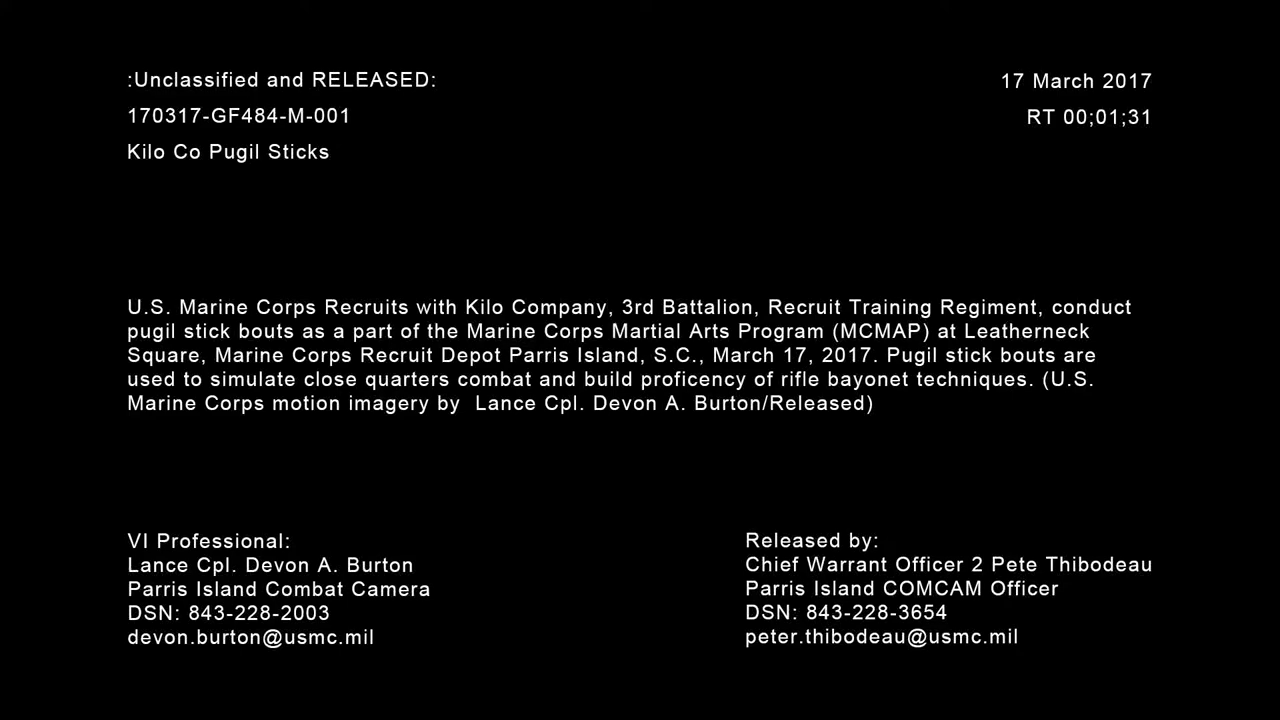 :Unclassified and RELEASED:
170317-GF484-M-001
Kilo Co Pugil Sticks
17 March 2017
RT 00;01;31
U.S. Marine Corps Recruits with Kilo Company, 3rd Battalion, Recruit Training Regiment, conduct
pugil stick bouts as a part of the Marine Corps Martial Arts Program (MCMAP) at Leatherneck
Square, Marine Corps Recruit Depot Parris Island, S.C., March 17, 2017. Pugil stick bouts are
used to simulate close quarters combat and build proficency of rifle bayonet techniques. (U.S.
Marine Corps motion imagery by  Lance Cpl. Devon A. Burton/Released)
VI Professional:
Lance Cpl. Devon A. Burton
Parris Island Combat Camera
DSN: 843-228-2003
devon.burton@usmc.mil
Released by:
Chief Warrant Officer 2 Pete Thibodeau
Parris Island COMCAM Officer
DSN: 843-228-3654
peter.thibodeau@usmc.mil